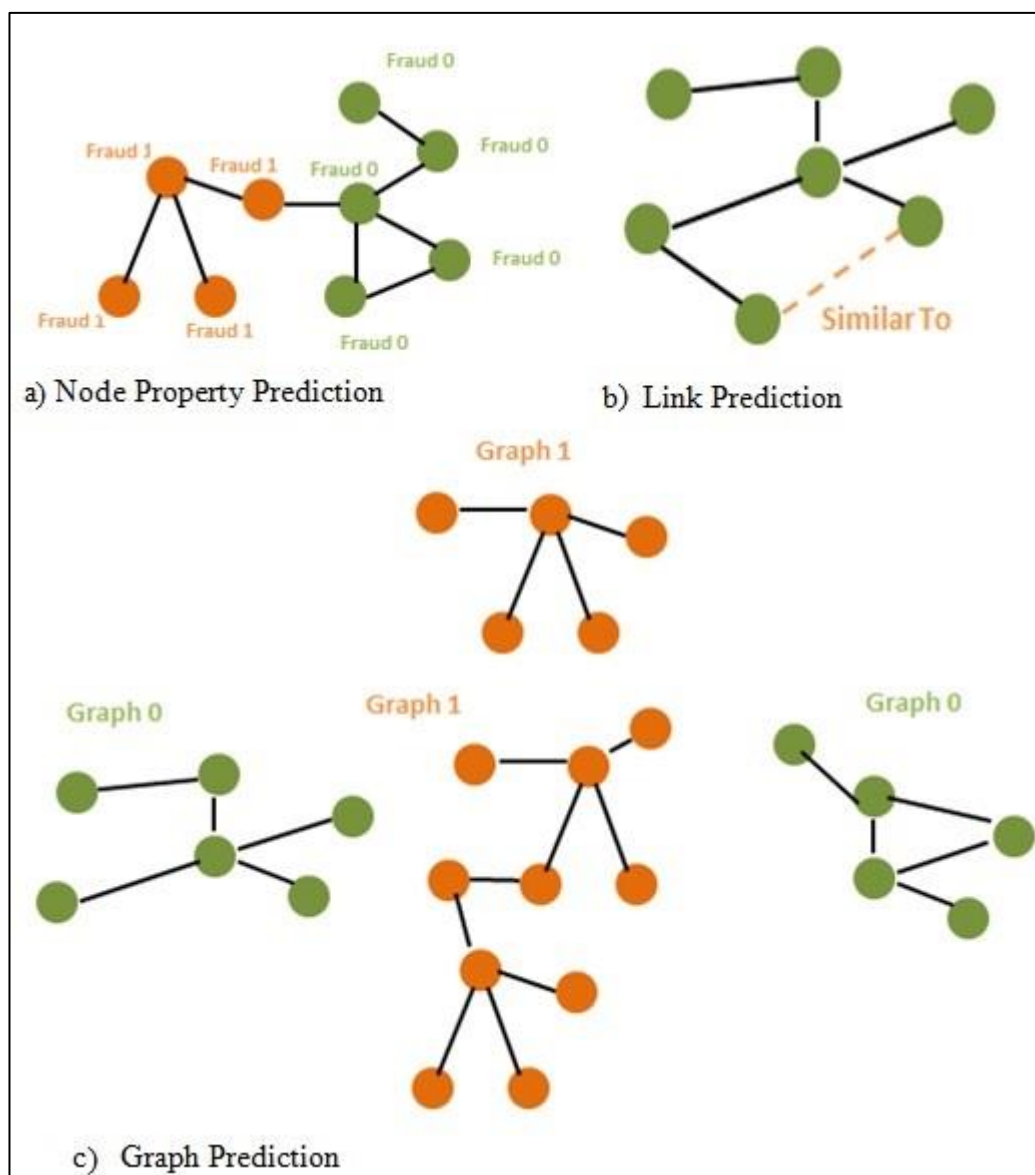 Fraud 0
Fraud 1
Fraud 1
Fraud 0
Fraud 0
Fraud 0
Fraud 1
Fraud 1
Fraud 0
Similar To
a) Node Property Prediction
b) Link Prediction
Graph 1
Graph 0
Graph 1
Graph 0
c) Graph Prediction